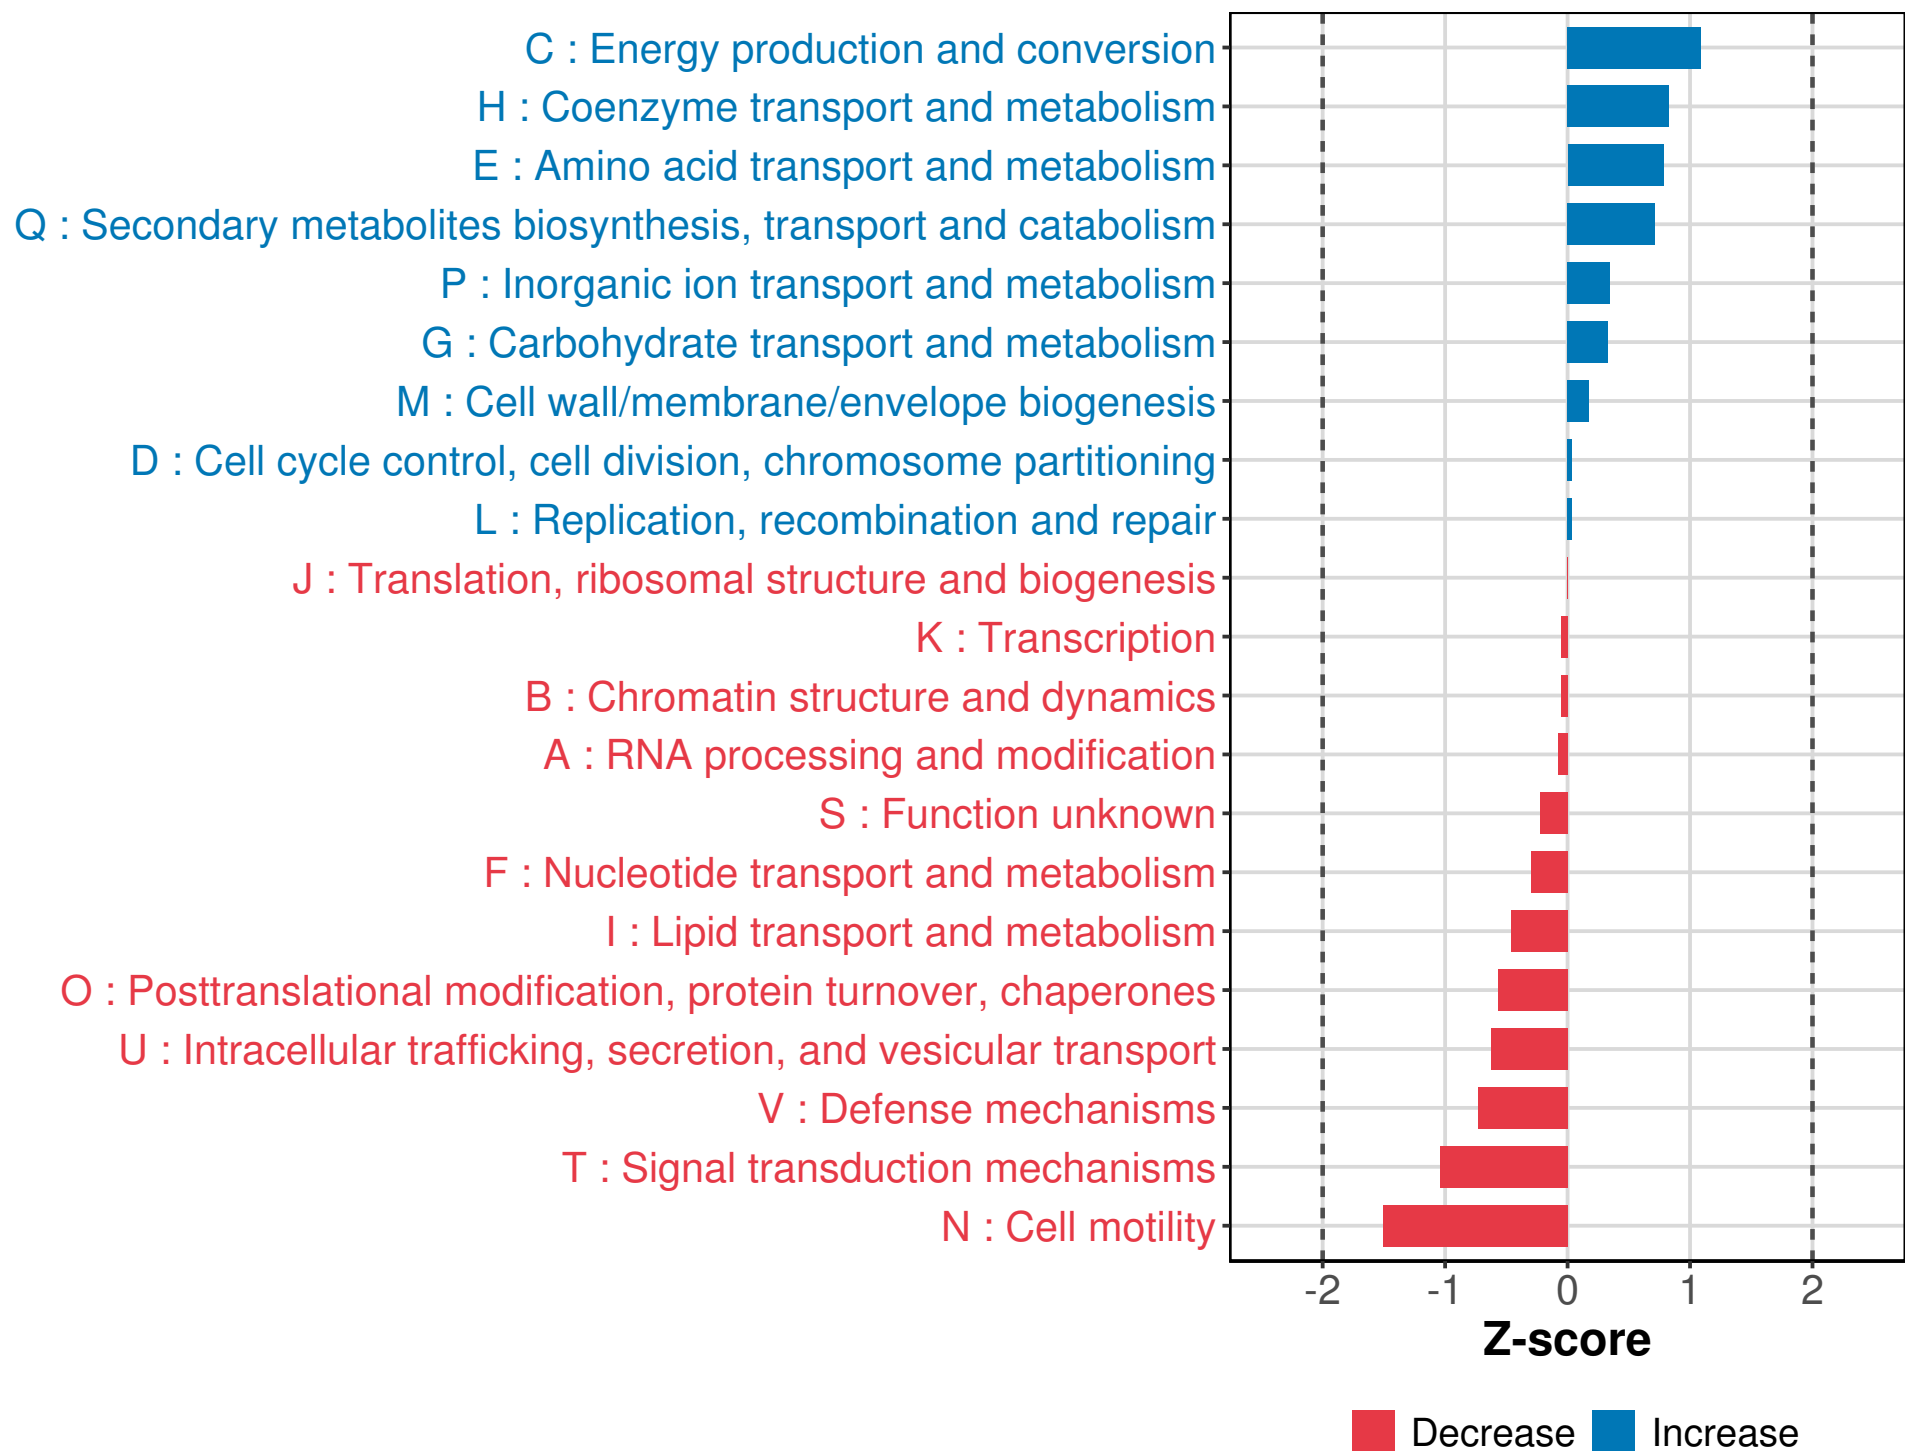 C : Energy production and conversion
H : Coenzyme transport and metabolism
E : Amino acid transport and metabolism
Q : Secondary metabolites biosynthesis, transport and catabolism
P : Inorganic ion transport and metabolism
G : Carbohydrate transport and metabolism
M : Cell wall/membrane/envelope biogenesis
D : Cell cycle control, cell division, chromosome partitioning
L : Replication, recombination and repair
J : Translation, ribosomal structure and biogenesis
K : Transcription
B : Chromatin structure and dynamics
A : RNA processing and modification
S : Function unknown
F : Nucleotide transport and metabolism
I : Lipid transport and metabolism
O : Posttranslational modification, protein turnover, chaperones
U : Intracellular trafficking, secretion, and vesicular transport
V : Defense mechanisms
T : Signal transduction mechanisms
N : Cell motility
-2 -1 0 1 2
Z-score
Decrease Increase